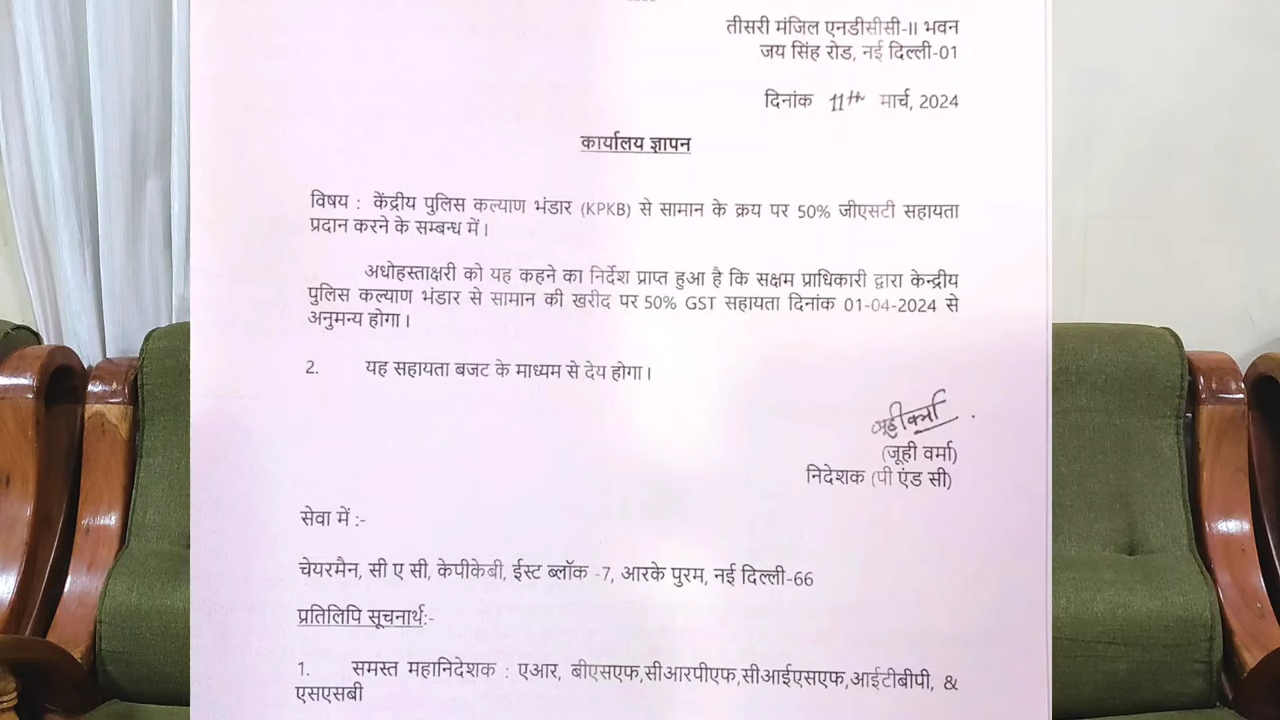 तीसरी मंजिल एनडीसीसी-II भवन
जय सिंह रोड, नई दिल्ली-01
दिनांक 11th मार्च, 2024
कार्यालय ज्ञापन
विषय : केंद्रीय पुलिस कल्याण भंडार (KPKB) से सामान के क्रय पर 50% जीएसटी सहायता
प्रदान करने के सम्बन्ध में।
अधोहस्ताक्षरी को यह कहने का निर्देश प्राप्त हुआ है कि सक्षम प्राधिकारी द्वारा केन्द्रीय
पुलिस कल्याण भंडार से सामान की खरीद पर 50% GST सहायता दिनांक 01-04-2024 से
अनुमन्य होगा।
2. यह सहायता बजट के माध्यम से देय होगा।
जूही वर्मा
(जूही वर्मा)
निदेशक (पी एंड सी)
सेवा में :-
चेयरमैन, सी ए सी, केपीकेबी, ईस्ट ब्लॉक -7, आरके पुरम, नई दिल्ली-66
प्रतिलिपि सूचनार्थ:-
1. समस्त महानिदेशक : एआर, बीएसएफ,सीआरपीएफ,सीआईएसएफ,आईटीबीपी, &
एसएसबी